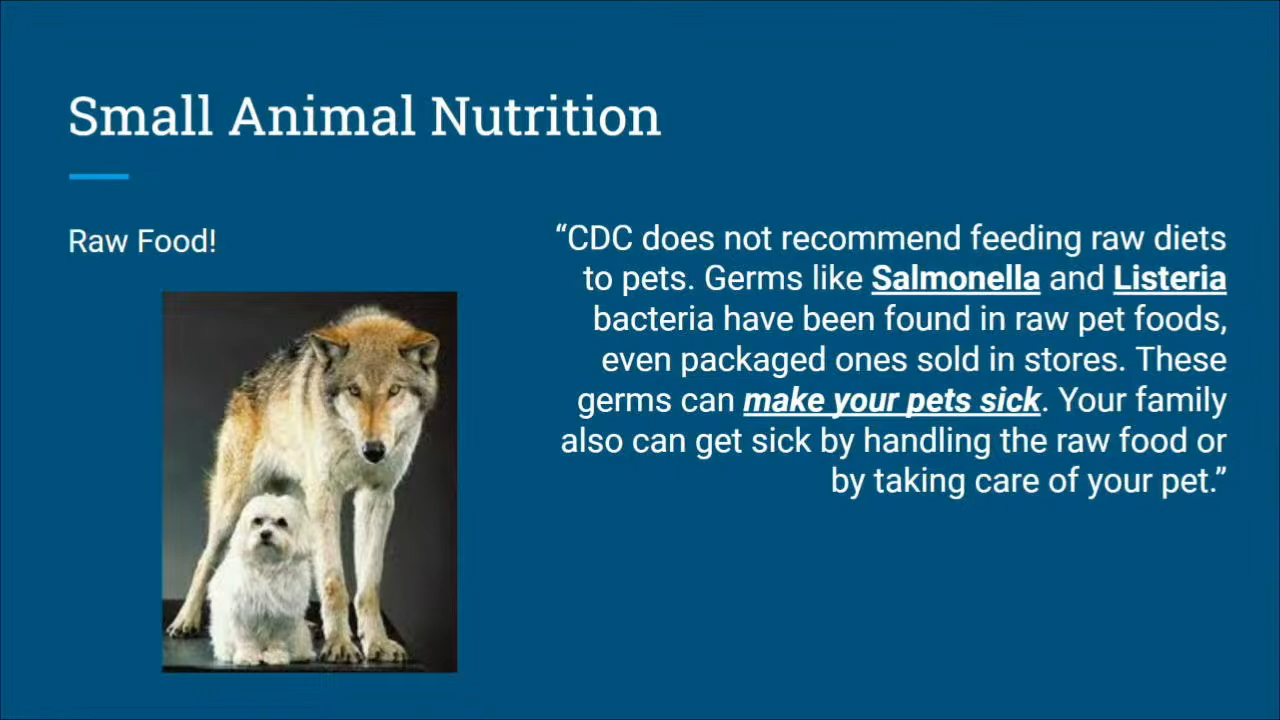 Small Animal Nutrition
Raw Food!
“CDC does not recommend feeding raw diets
to pets. Germs like Salmonella and Listeria
bacteria have been found in raw pet foods,
even packaged ones sold in stores. These
germs can make your pets sick. Your family
also can get sick by handling the raw food or
by taking care of your pet.”